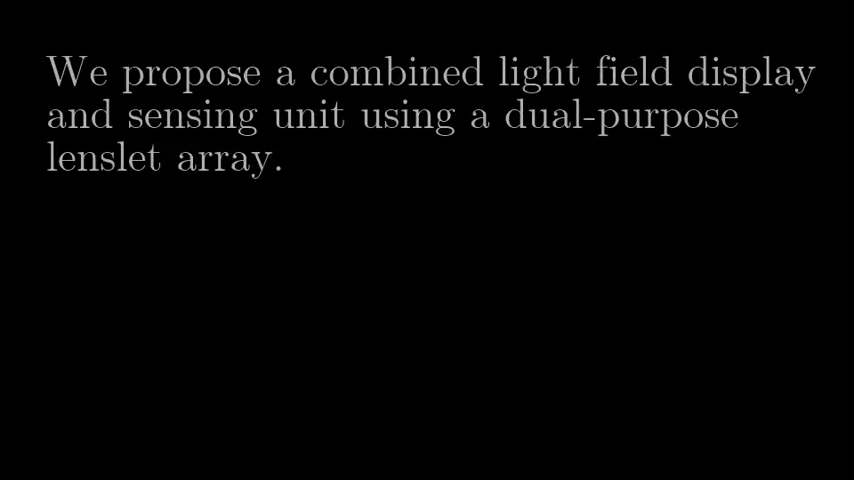 We propose a combined light field display
and sensing unit using a dual-purpose
lenslet array.